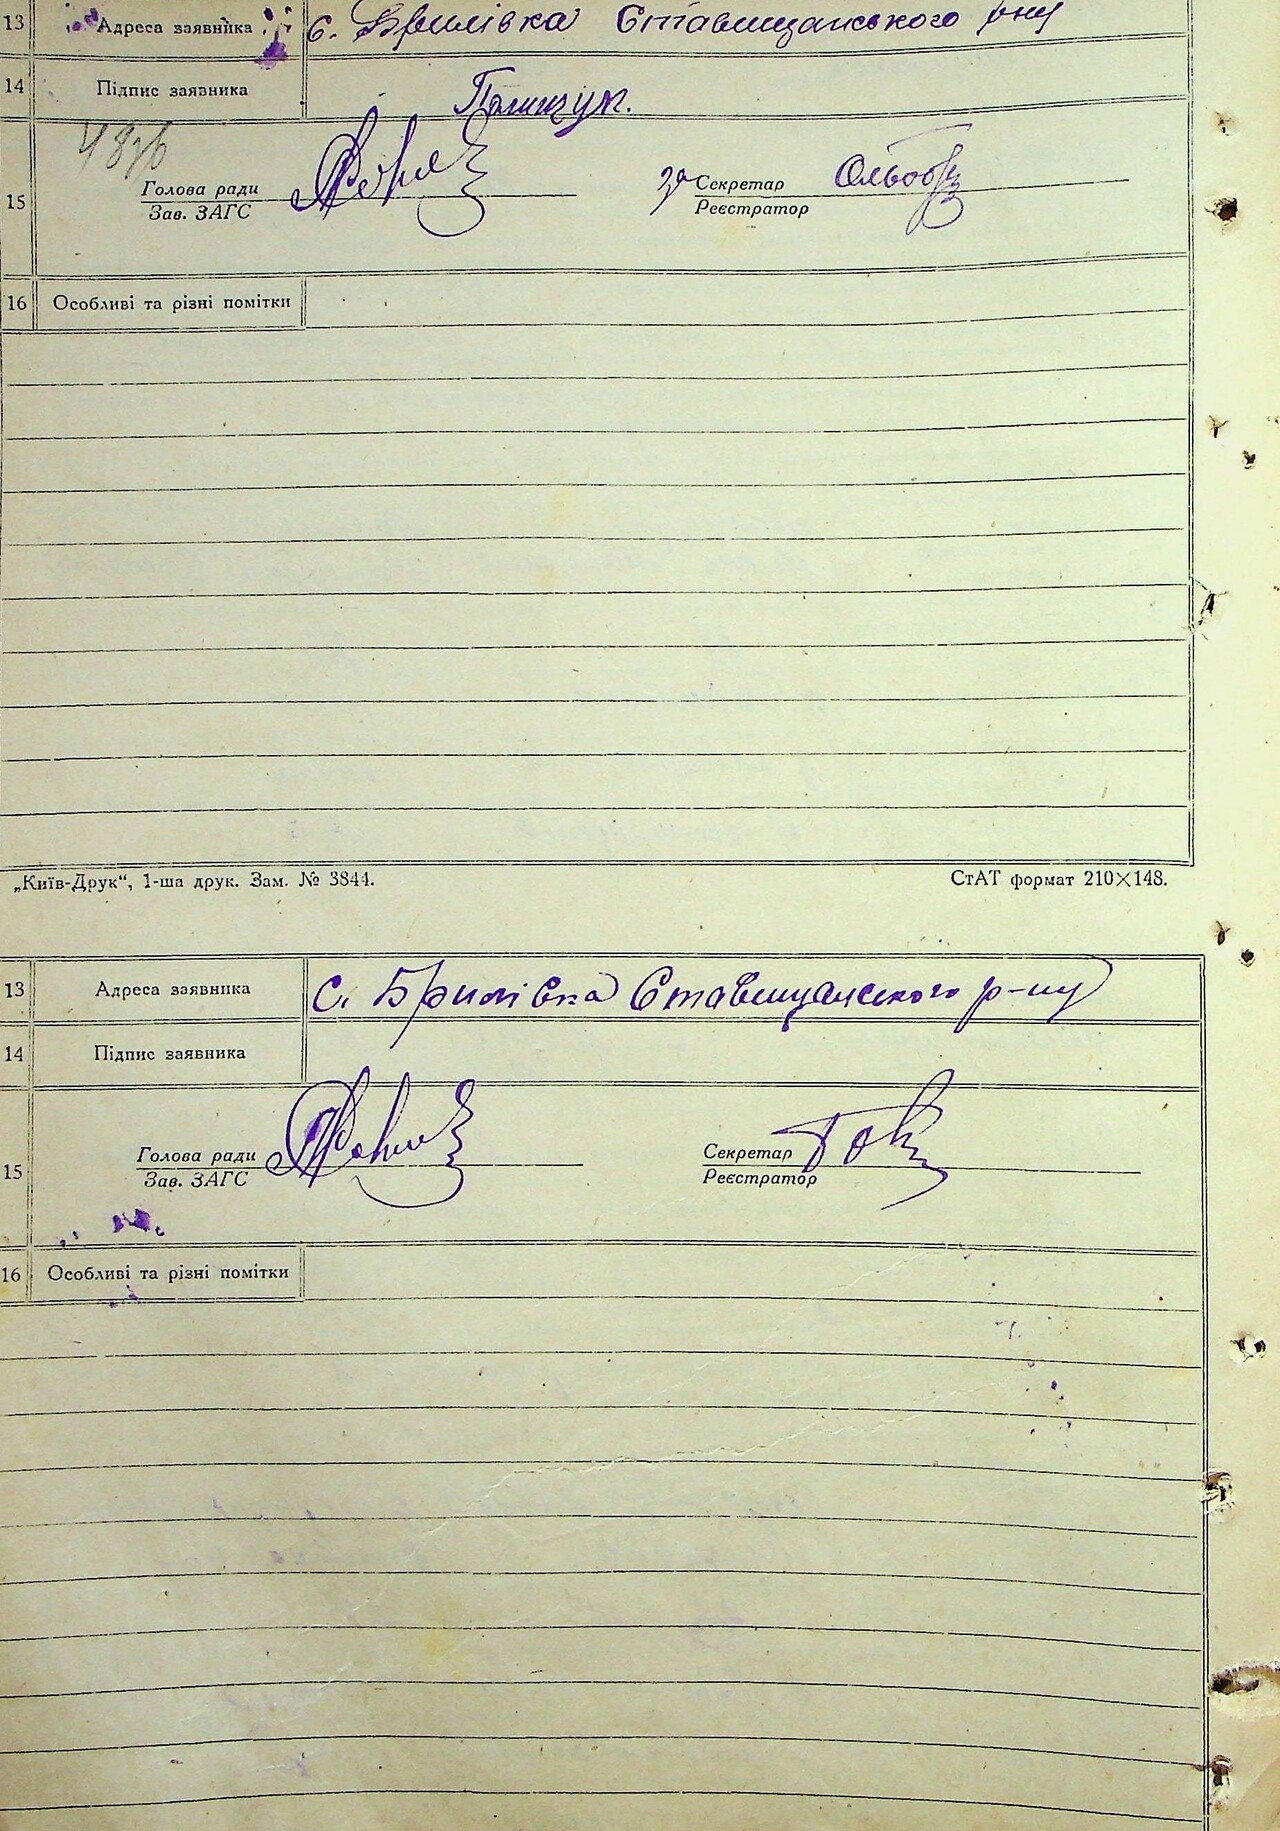 13 Адреса заявника с. Брилівка Ставищанського р-ну
14 Підпис заявника Полищук.
15 Голова ради за Секретар
Зав. ЗАГС Реєстратор
16 Особливі та різні помітки
„Київ-Друк“, 1-ша друк. Зам. № 3844. СтАТ формат 210×148.
13 Адреса заявника с. Брилівка Ставищанського р-ну
14 Підпис заявника
15 Голова ради Секретар
Зав. ЗАГС Реєстратор
16 Особливі та різні помітки